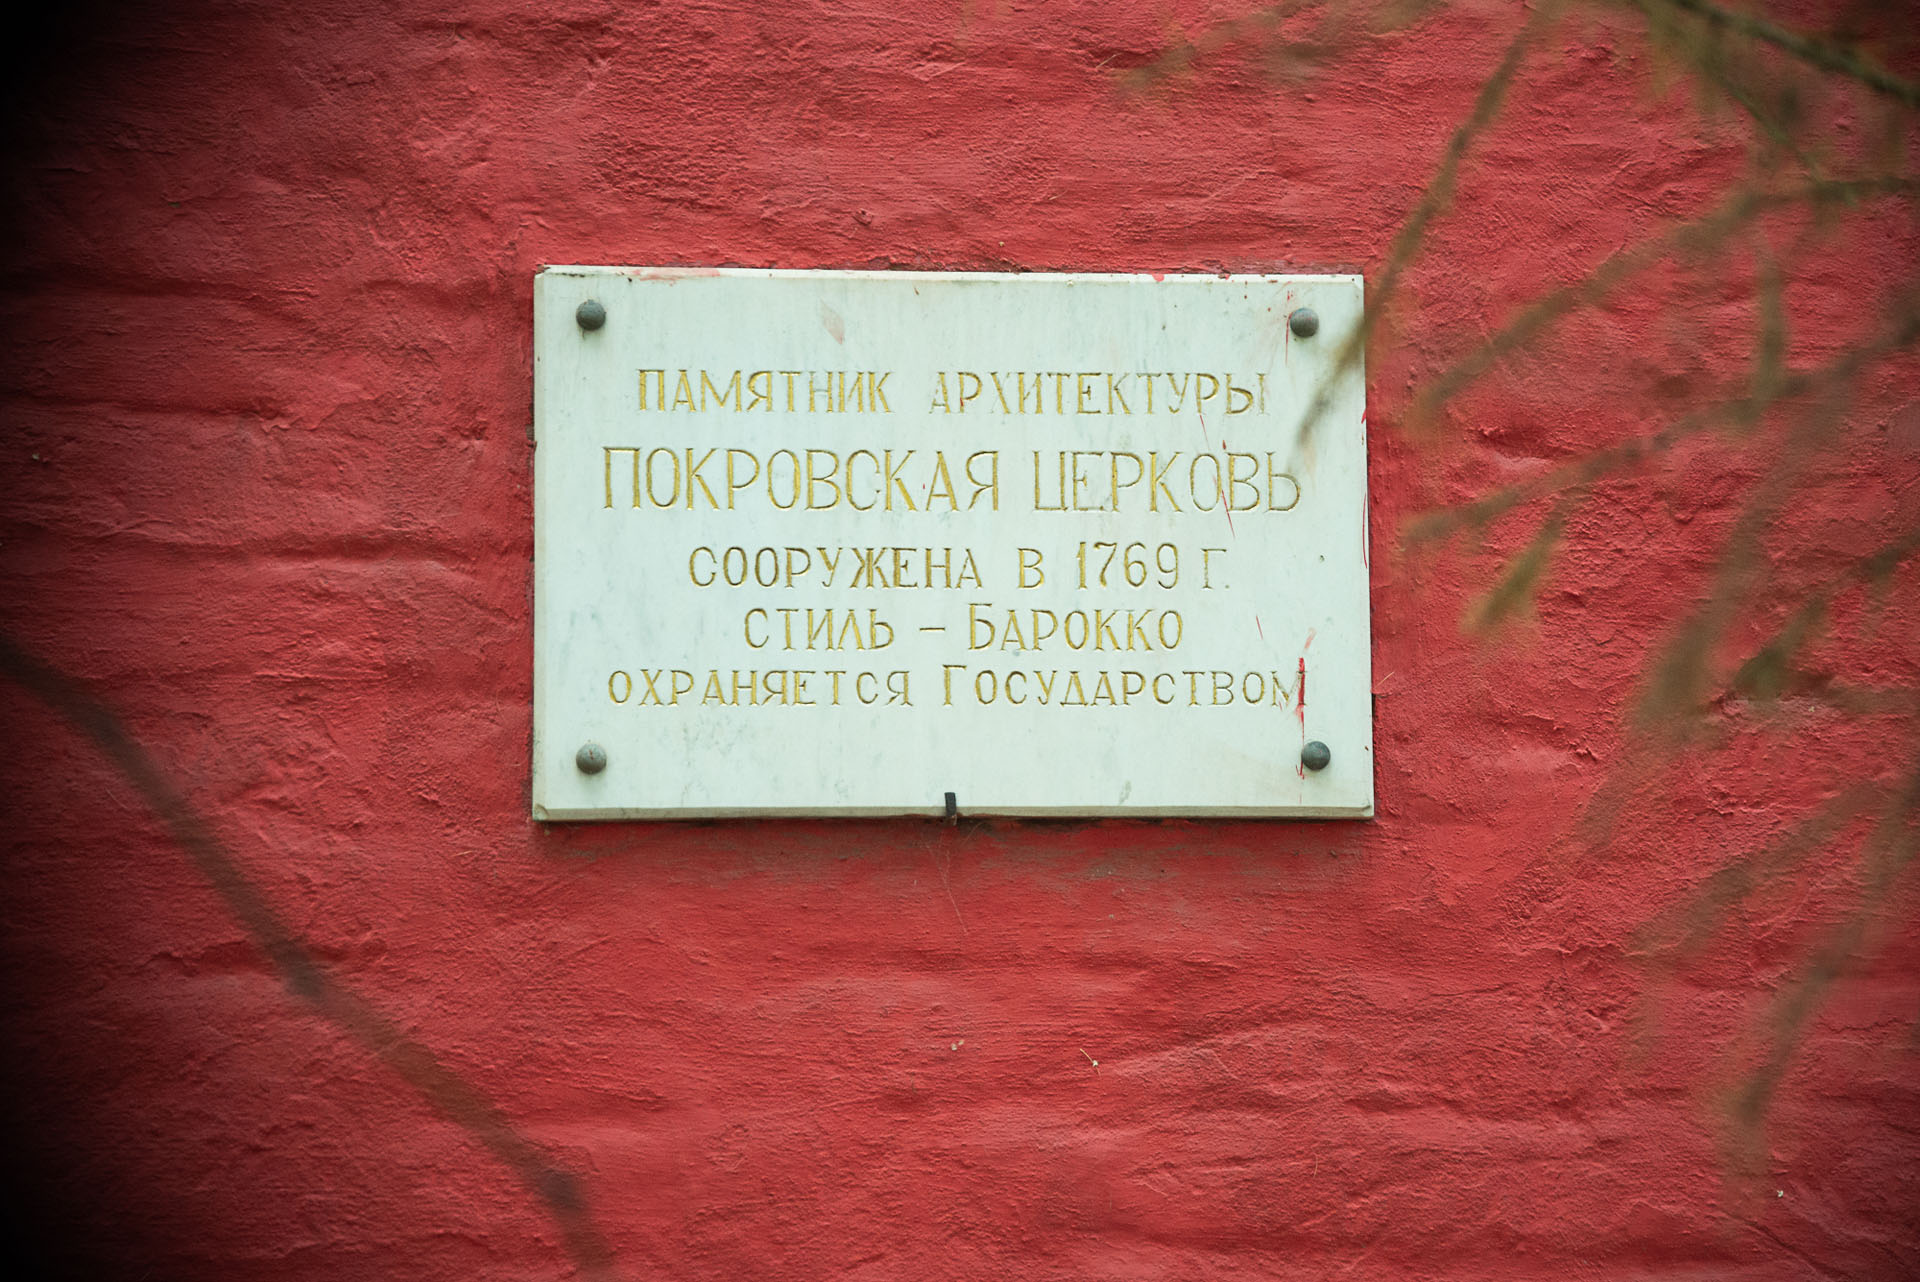 ПАМЯТНИК АРХИТЕКТУРЫ
ПОКРОВСКАЯ ЦЕРКОВЬ
СООРУЖЕНА В 1769 Г.
СТИЛЬ – БАРОККО
ОХРАНЯЕТСЯ ГОСУДАРСТВОМ